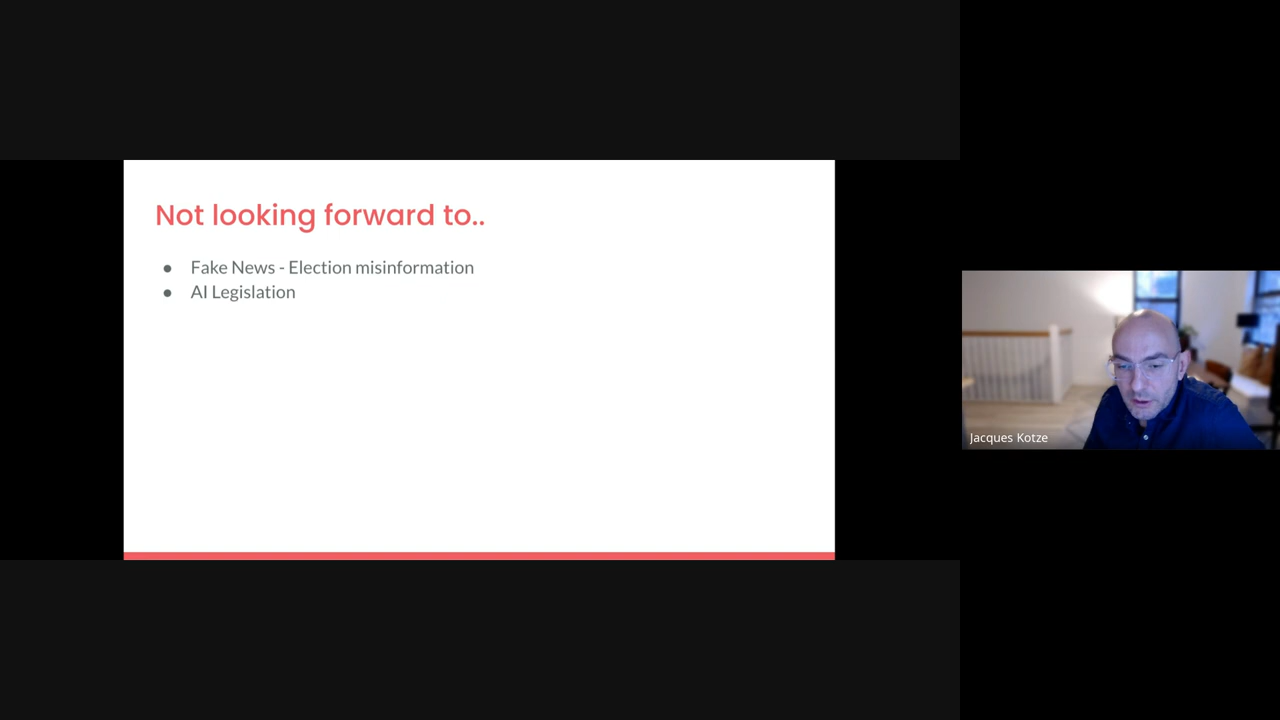 Not looking forward to..
● Fake News - Election misinformation
● AI Legislation
Jacques Kotze